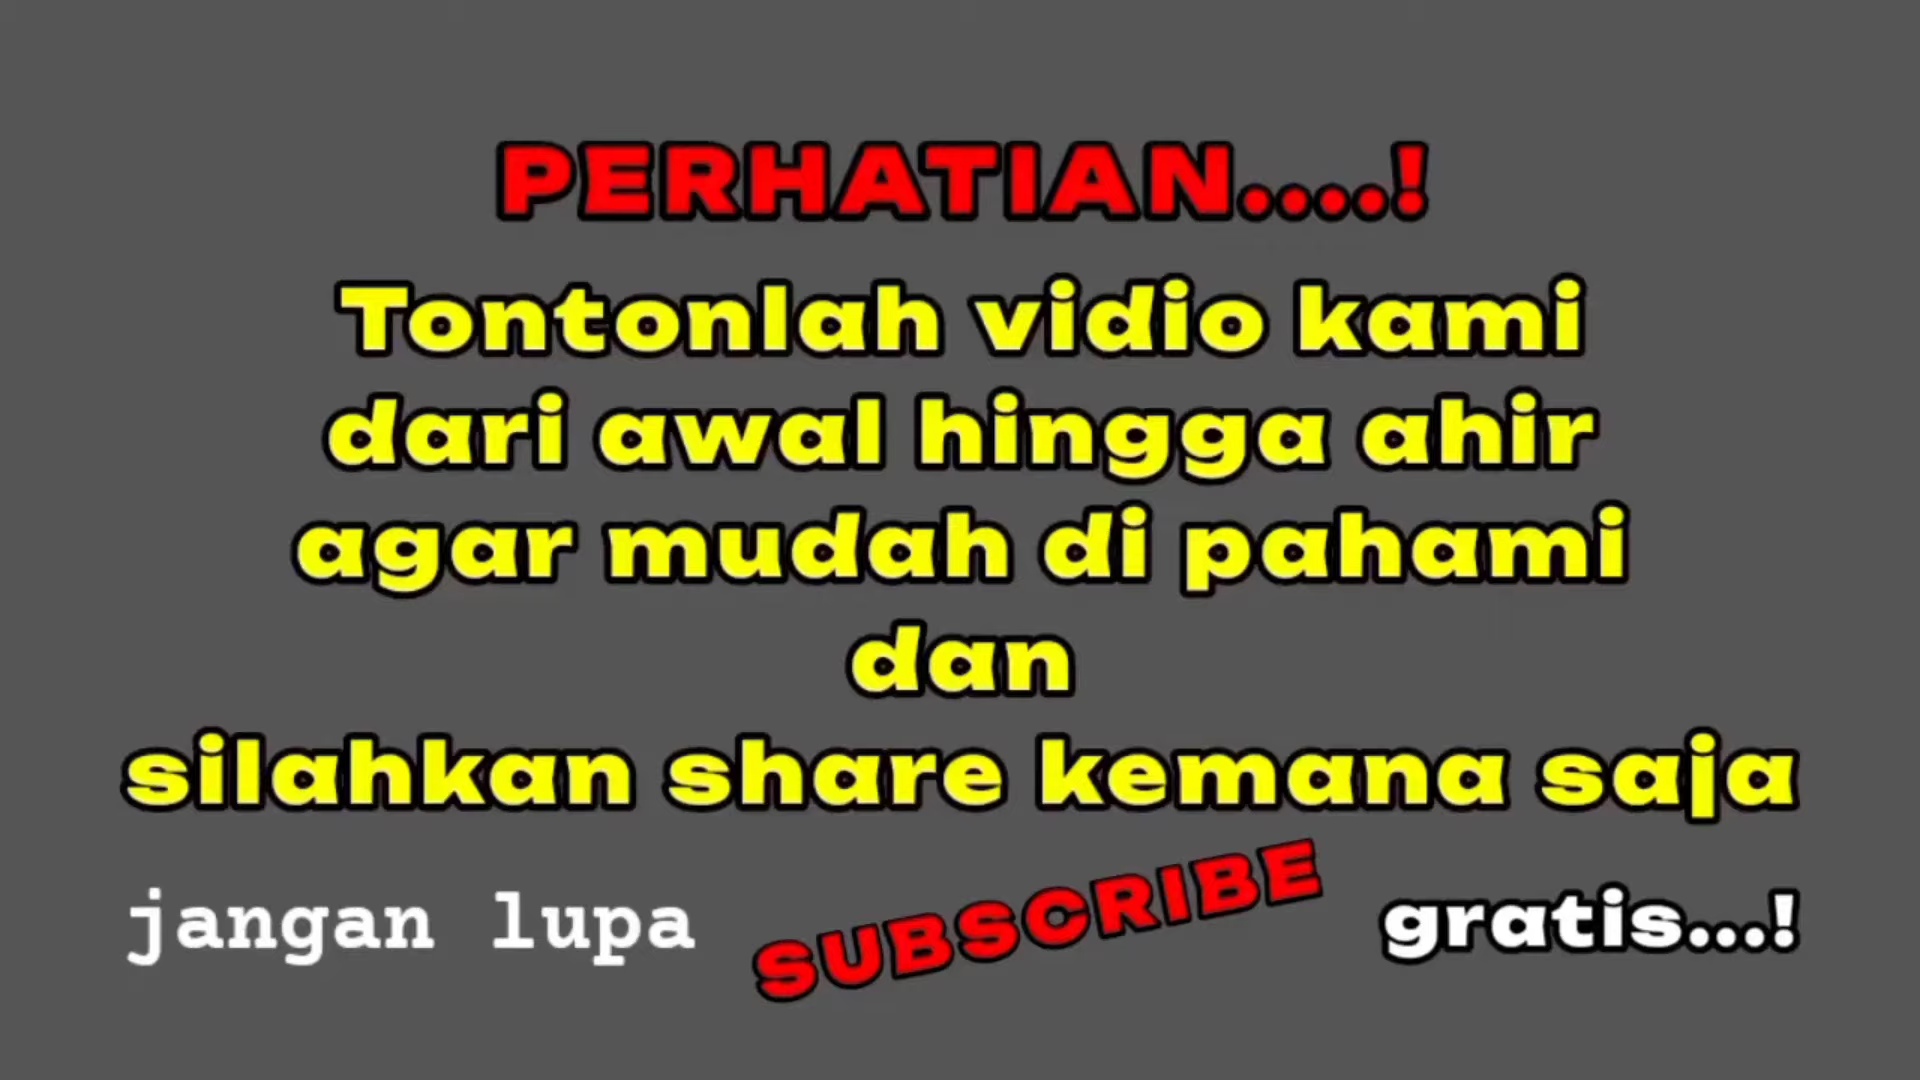 PERHATIAN....!
Tontonlah vidio kami
dari awal hingga ahir
agar mudah di pahami
dan
silahkan share kemana saja
jangan lupa SUBSCRIBE gratis...!